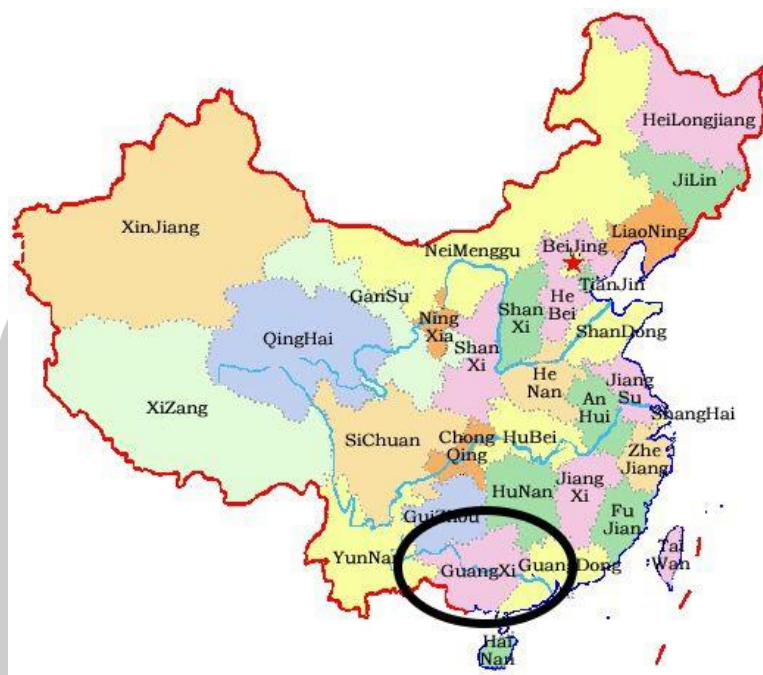 HeiLongjiang
JiLin
LiaoNing
BeiJing
XinJiang
NeiMenggu
TianJin
GanSu
He
Bei
Shan
Xi
Ning
Xia
ShanDong
QingHai
Shan
Xi
He
Nan
Jiang
Su
XiZang
An
Hui
ShangHai
SiChuan
Chong
Qing
HuBei
Zhe
Jiang
HuNan
Jiang
Xi
GuiZhou
Fu
Jian
YunNan
GuangXi
GuangDong
Tai
Wan
Hai
Nan